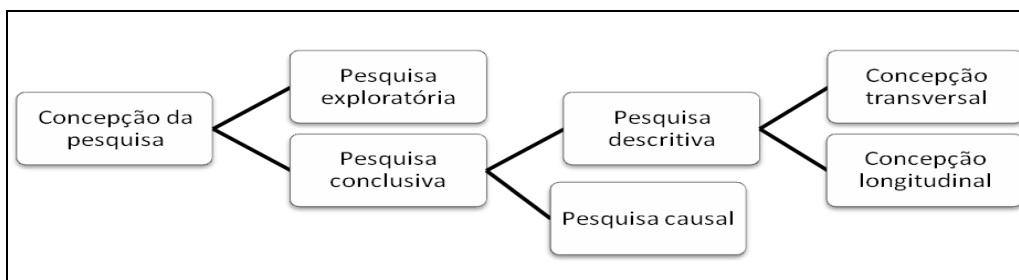 Concepção da
pesquisa
Pesquisa
exploratória
Pesquisa
conclusiva
Pesquisa
descritiva
Pesquisa causal
Concepção
transversal
Concepção
longitudinal